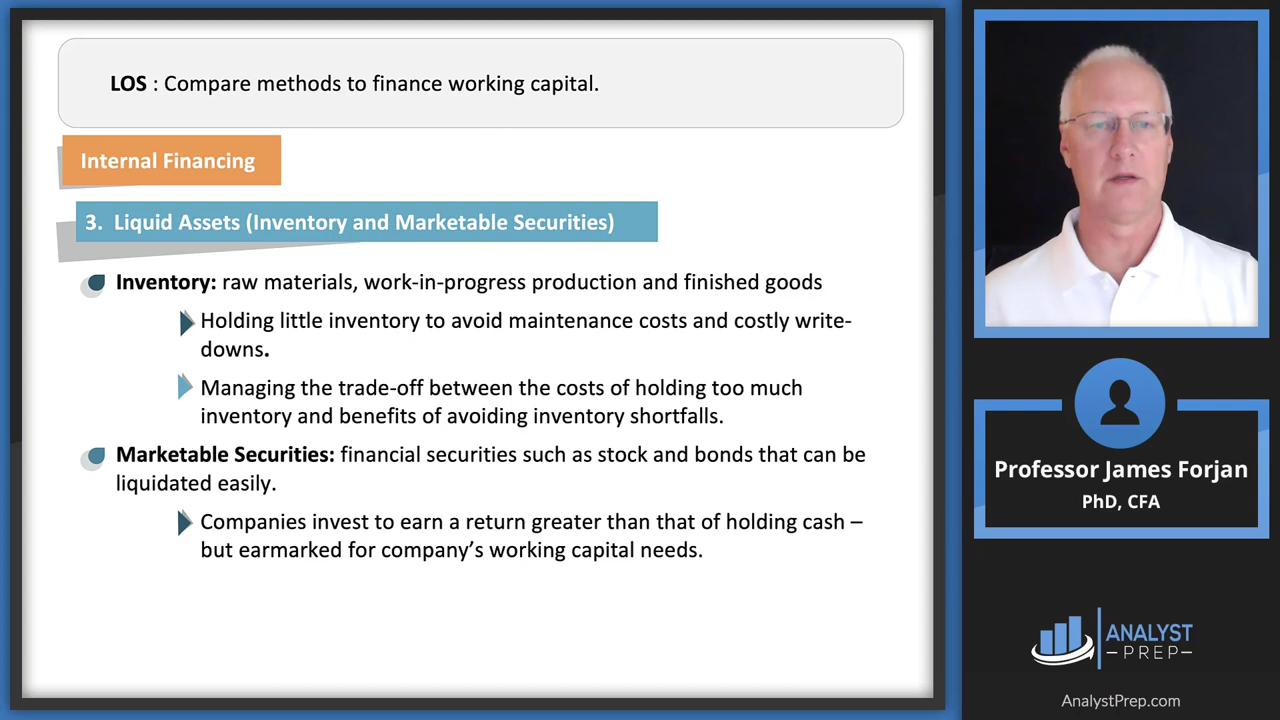 LOS : Compare methods to finance working capital.
Internal Financing
3. Liquid Assets (Inventory and Marketable Securities)
Inventory: raw materials, work-in-progress production and finished goods
Holding little inventory to avoid maintenance costs and costly write-
downs.
Managing the trade-off between the costs of holding too much
inventory and benefits of avoiding inventory shortfalls.
Marketable Securities: financial securities such as stock and bonds that can be
liquidated easily.
Companies invest to earn a return greater than that of holding cash –
but earmarked for company’s working capital needs.
Professor James Forjan
PhD, CFA
ANALYST
—PREP—
AnalystPrep.com